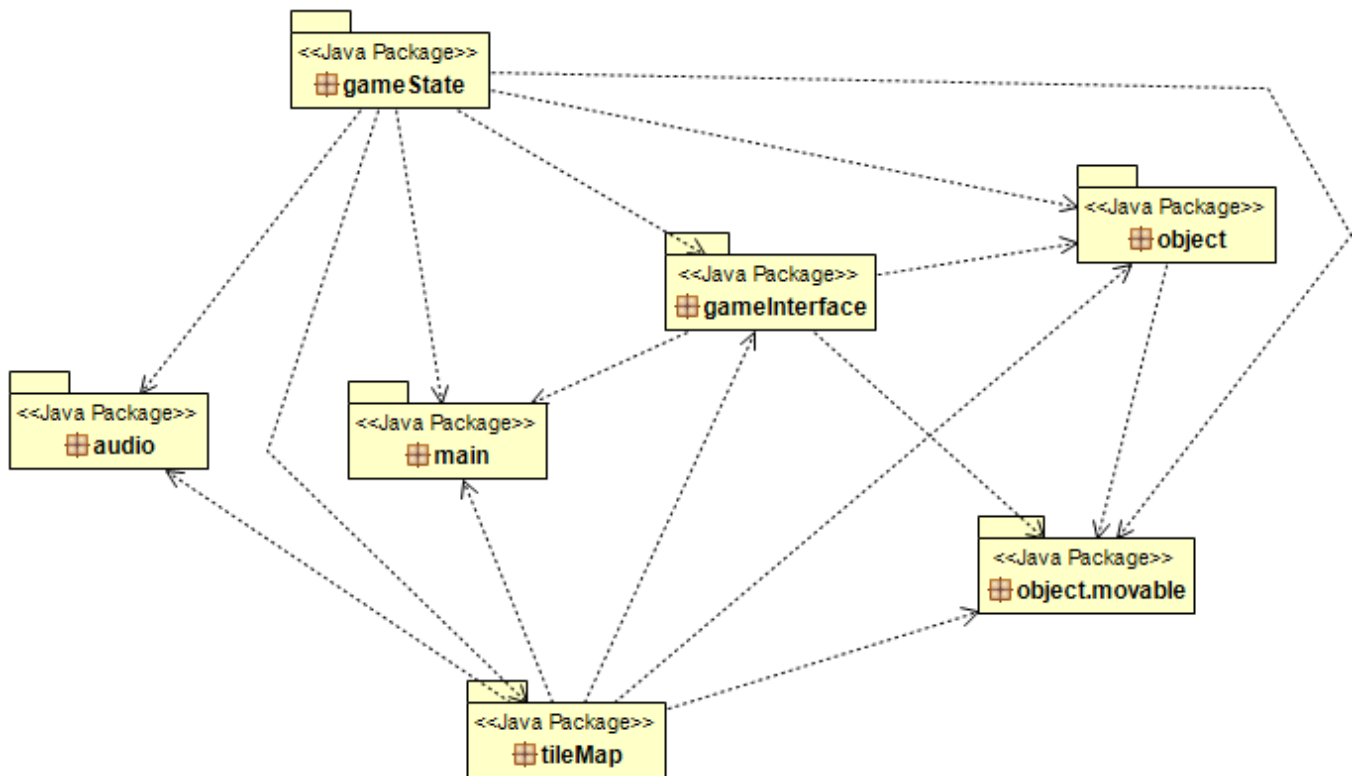 <<Java Package>>
gameState
<<Java Package>>
object
<<Java Package>>
gameInterface
<<Java Package>>
audio
<<Java Package>>
main
<<Java Package>>
object.movable
<<Java Package>>
tileMap